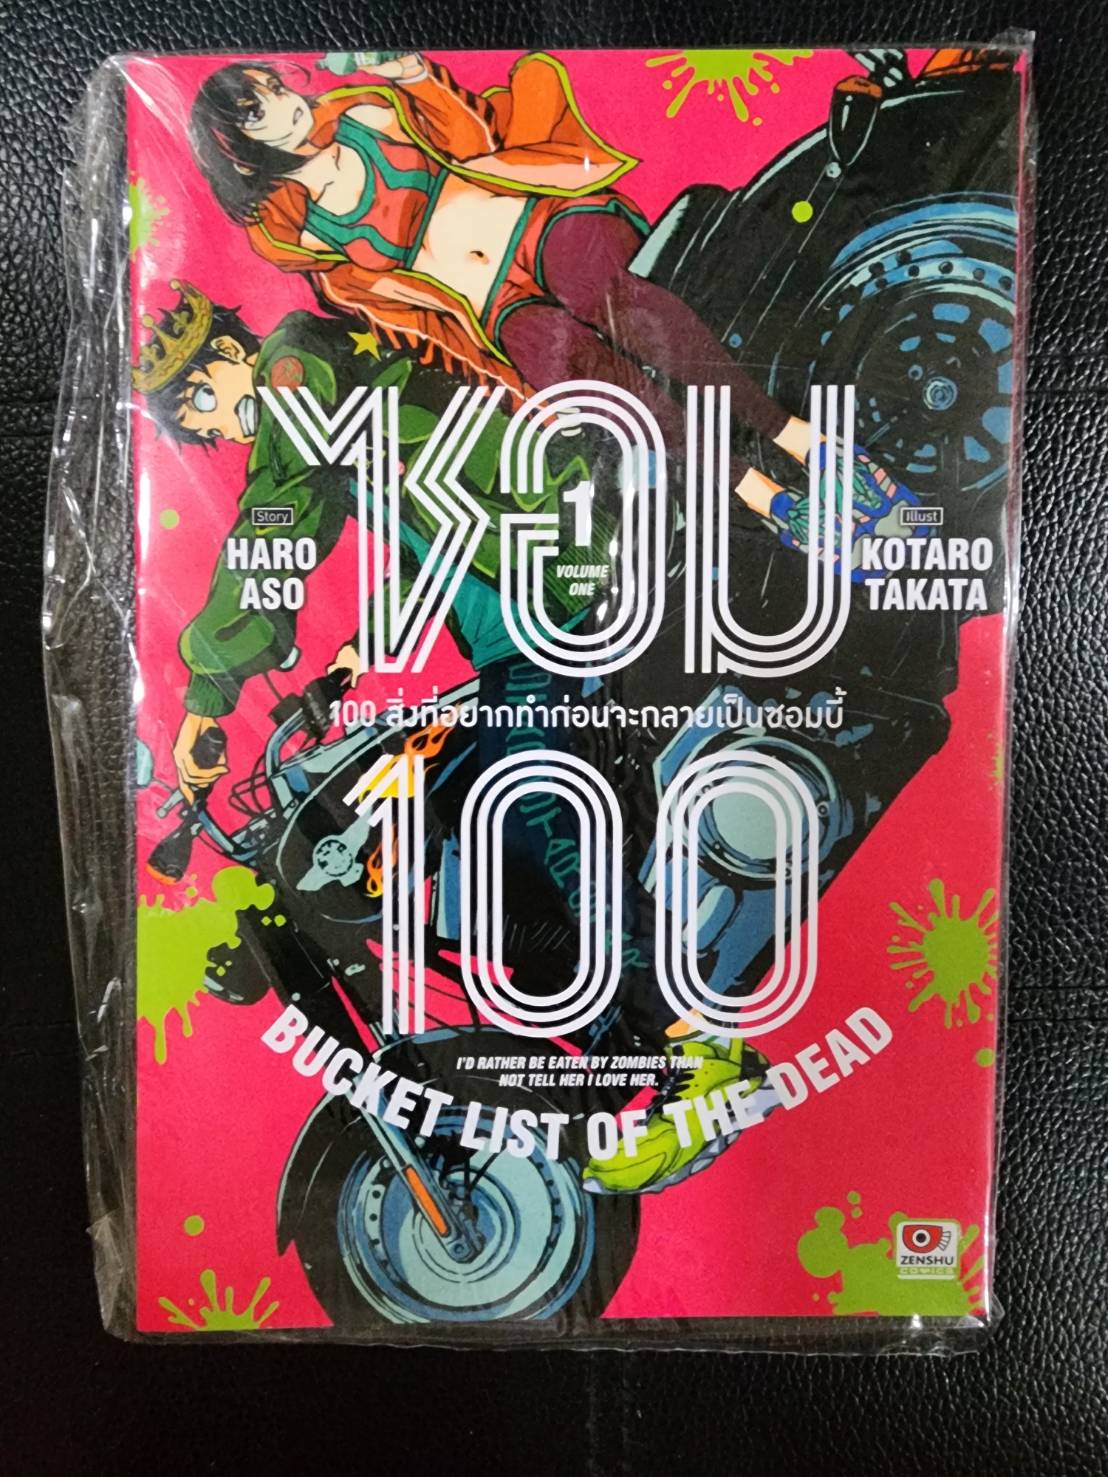 ซอม
1
VOLUME
ONE
Story
HARO
ASO
Illust
KOTARO
TAKATA
100 สิ่งที่อยากทำก่อนจะกลายเป็นซอมบี้
100
I'D RATHER BE EATEN BY ZOMBIES THAN
NOT TELL HER I LOVE HER.
BUCKET LIST OF THE DEAD
ZENSHU
COMICS